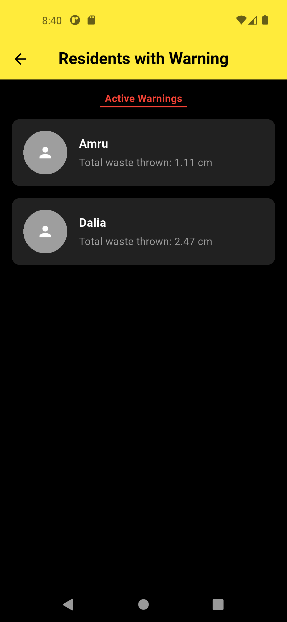 8:40
Residents with Warning
Active Warnings
Amru
Total waste thrown: 1.11 cm
Dalia
Total waste thrown: 2.47 cm